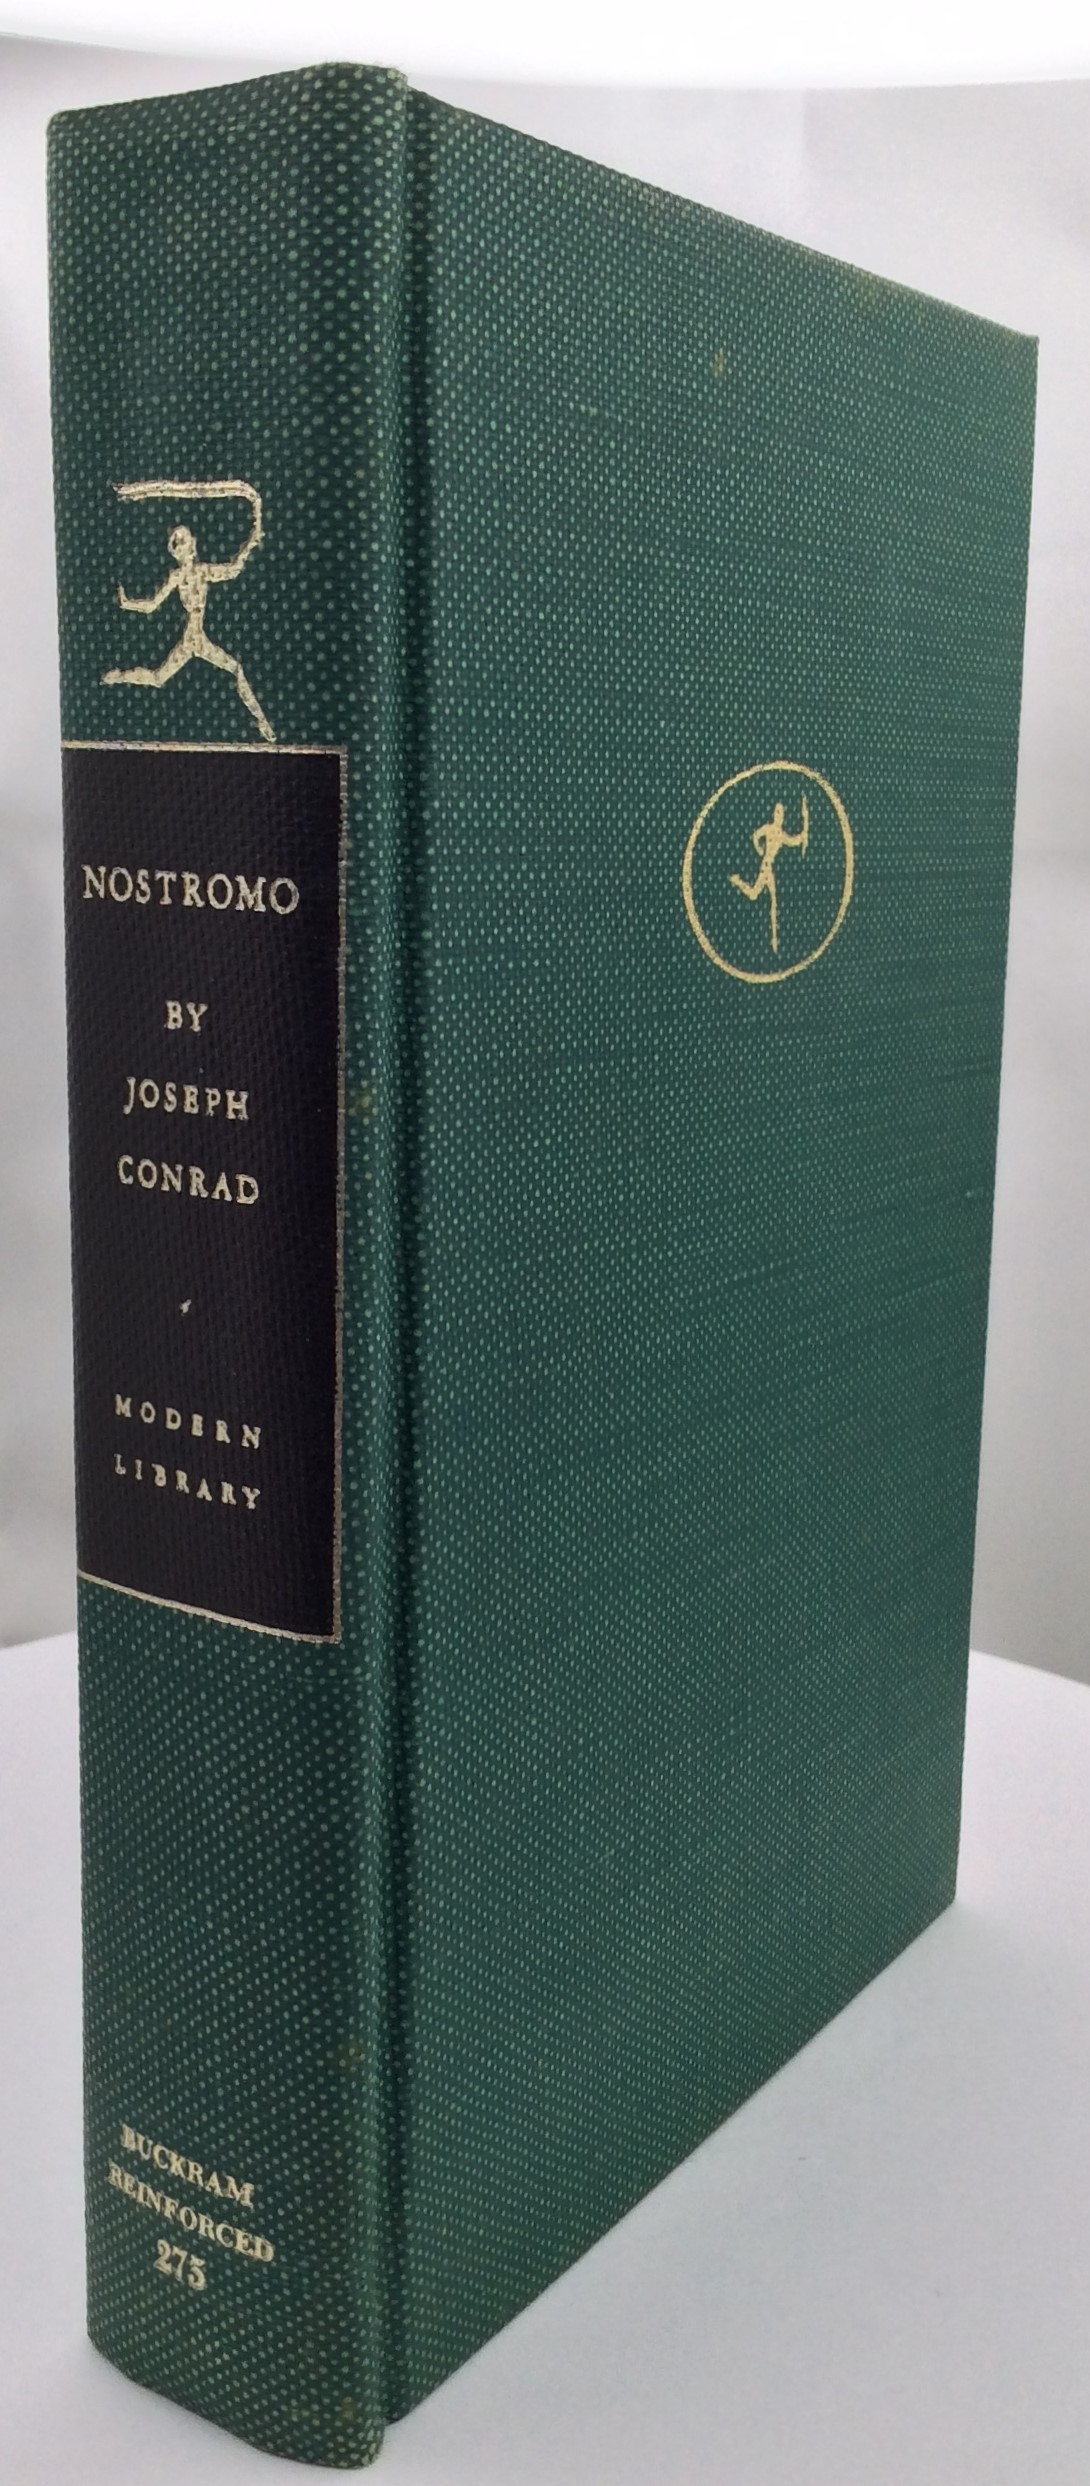 NOSTROMO
BY
JOSEPH
CONRAD
MODERN
LIBRARY
BUCKRAM
REINFORCED
275